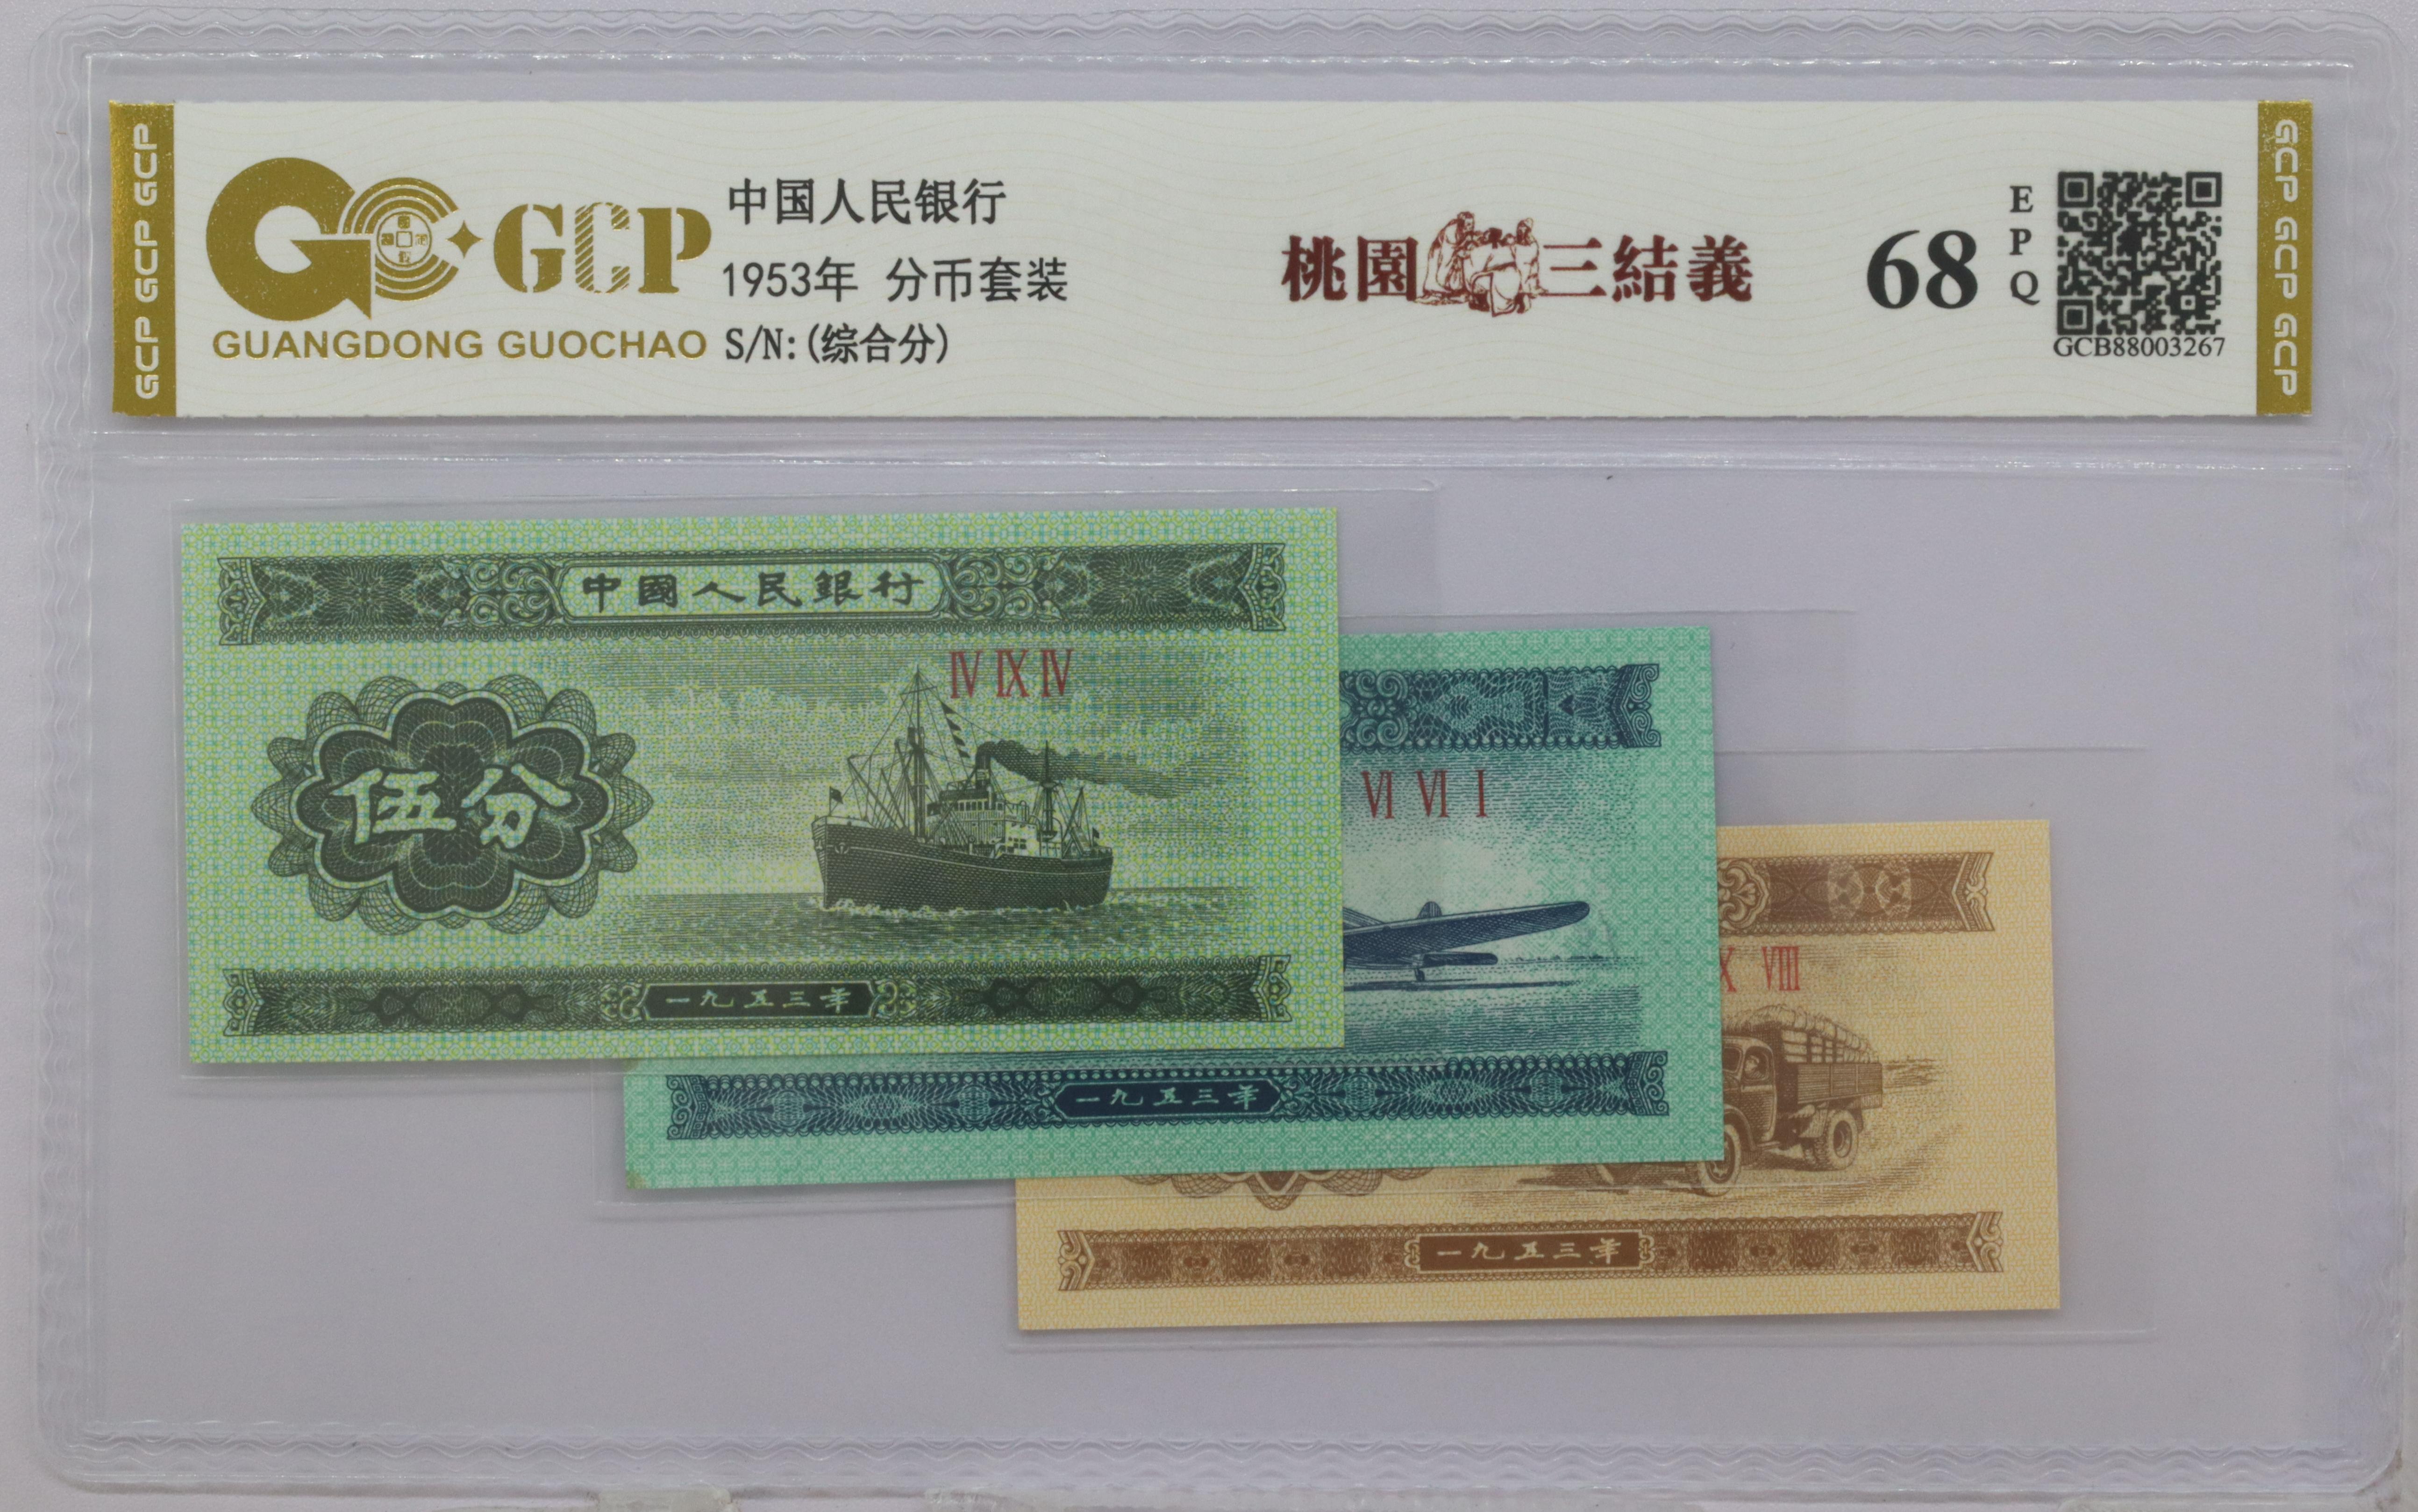 GCP GCP GCP
GCP
GUANGDONG GUOCHAO
中国人民银行
1953年 分币套装
S/N:(综合分)
桃園三結義
68
EPQ
GCB88003267
GCP GCP GCP
中國人民銀行
IV IX IV
伍分
一九五三年
VI VI I
一九五三年
X VIII
一九五三年